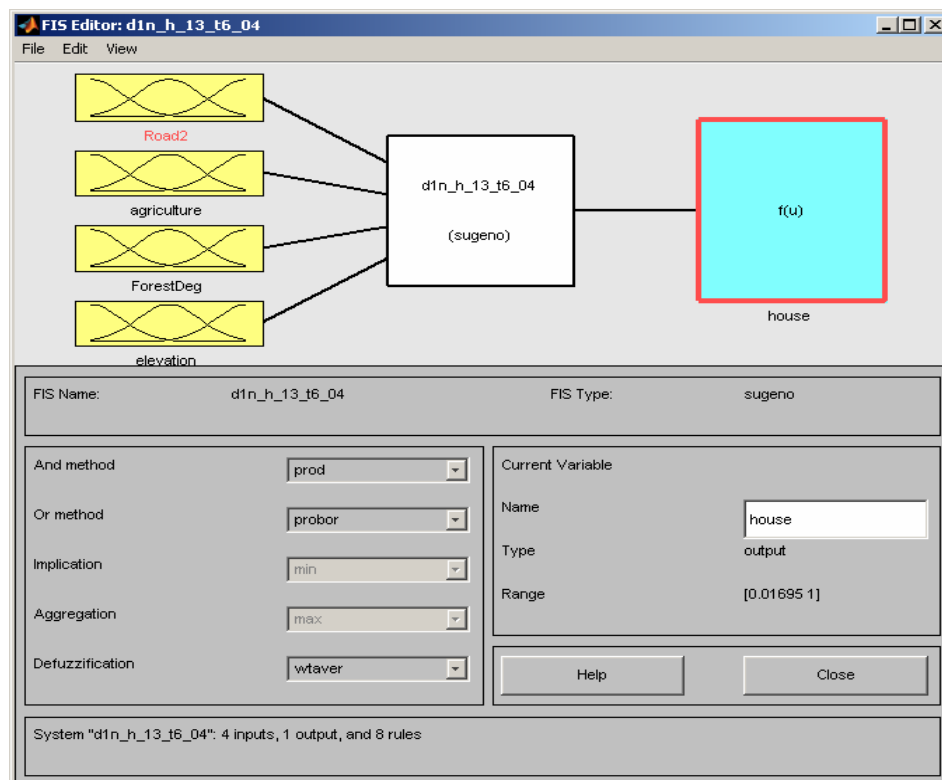 FIS Editor: d1n_h_13_t6_04
File Edit View
Road2
agriculture
ForestDeg
elevation
d1n_h_13_t6_04
(sugeno)
f(u)
house
FIS Name: d1n_h_13_t6_04 FIS Type: sugeno
And method prod
Or method probor
Implication min
Aggregation max
Defuzzification wtaver
Current Variable
Name house
Type output
Range [0.01695 1]
Help Close
System "d1n_h_13_t6_04": 4 inputs, 1 output, and 8 rules